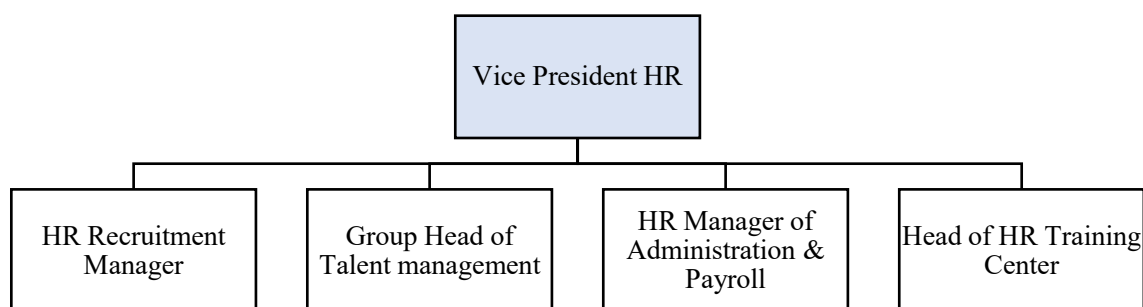 Vice President HR
HR Recruitment
Manager
Group Head of
Talent management
HR Manager of
Administration &
Payroll
Head of HR Training
Center